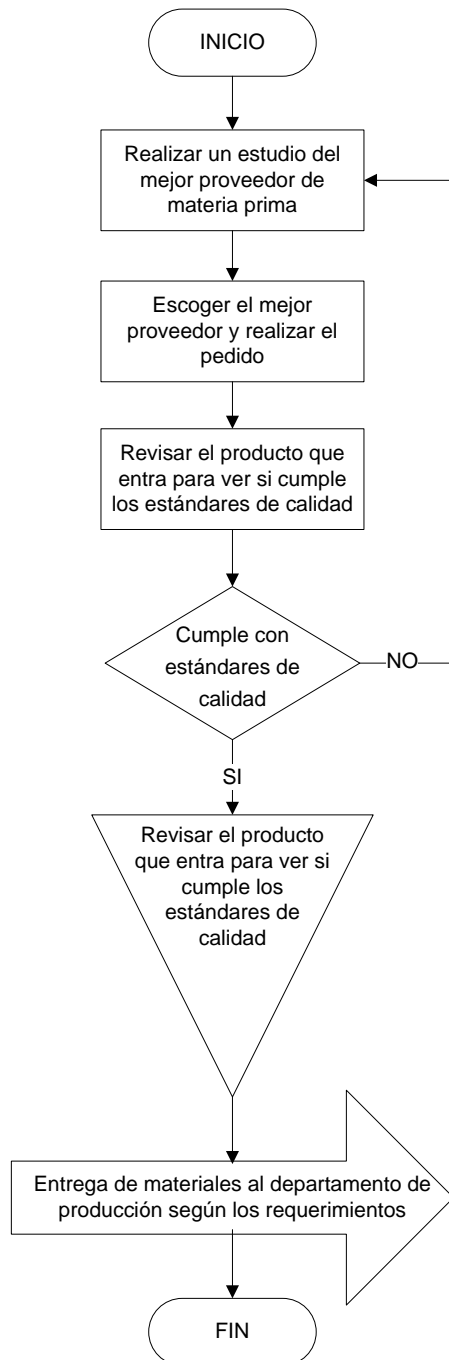 INICIO
Realizar un estudio del
mejor proveedor de
materia prima
Escoger el mejor
proveedor y realizar el
pedido
Revisar el producto que
entra para ver si cumple
los estándares de calidad
Cumple con
estándares de
calidad
NO
SI
Revisar el producto
que entra para ver si
cumple los
estándares de
calidad
Entrega de materiales al departamento de
producción según los requerimientos
FIN